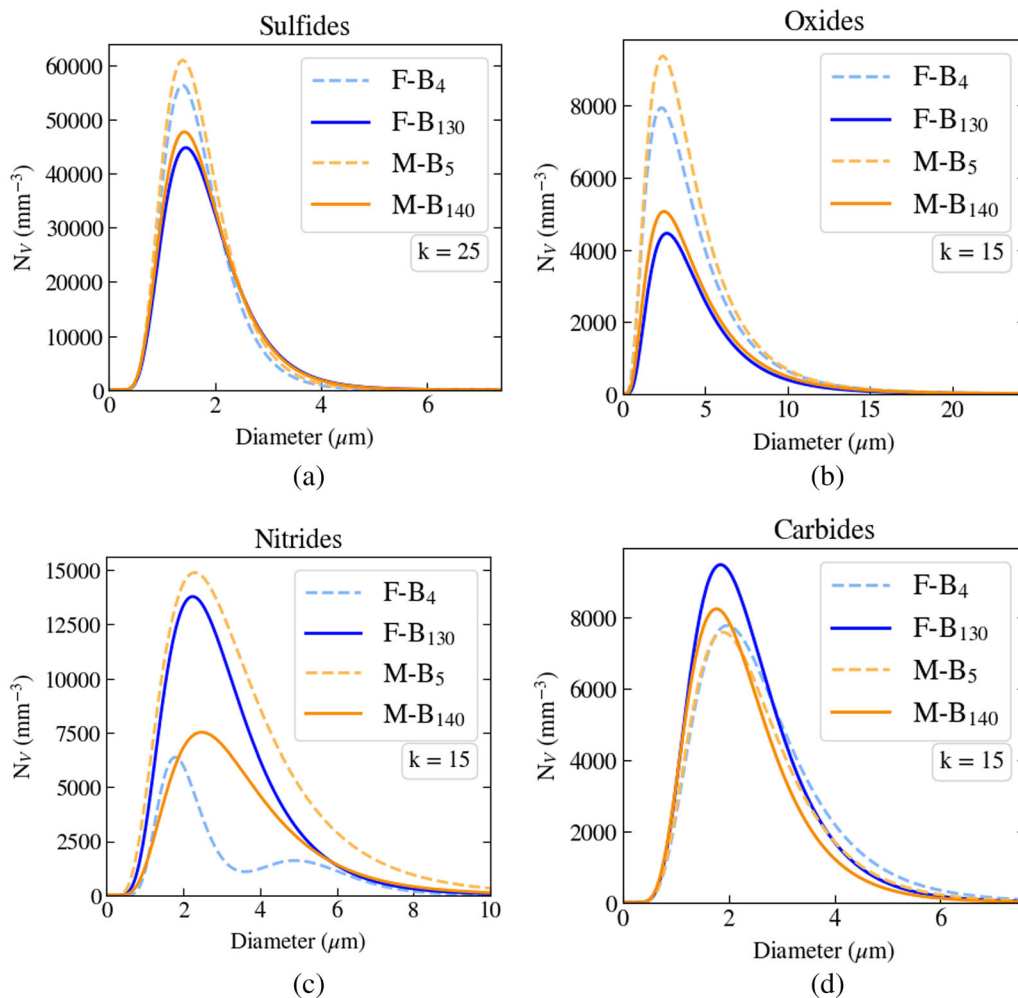 Sulfides
60000
50000
40000
30000
20000
10000
0
N_V (mm⁻³)
F-B₄
F-B₁₃₀
M-B₅
M-B₁₄₀
k = 25
0 2 4 6
Diameter (μm)
(a)
Oxides
8000
6000
4000
2000
0
N_V (mm⁻³)
F-B₄
F-B₁₃₀
M-B₅
M-B₁₄₀
k = 15
0 5 10 15 20
Diameter (μm)
(b)
Nitrides
15000
12500
10000
7500
5000
2500
0
N_V (mm⁻³)
F-B₄
F-B₁₃₀
M-B₅
M-B₁₄₀
k = 15
0 2 4 6 8 10
Diameter (μm)
(c)
Carbides
8000
6000
4000
2000
0
N_V (mm⁻³)
F-B₄
F-B₁₃₀
M-B₅
M-B₁₄₀
k = 15
0 2 4 6
Diameter (μm)
(d)